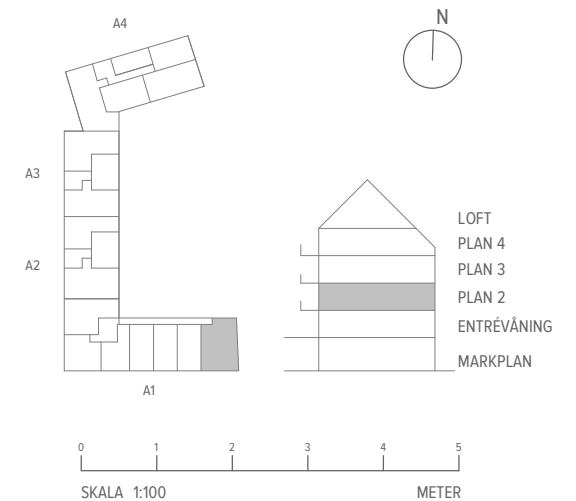 A4
N
A3
A2
A1
LOFT
PLAN 4
PLAN 3
PLAN 2
ENTRÉVÅNING
MARKPLAN
0 1 2 3 4 5
SKALA 1:100 METER